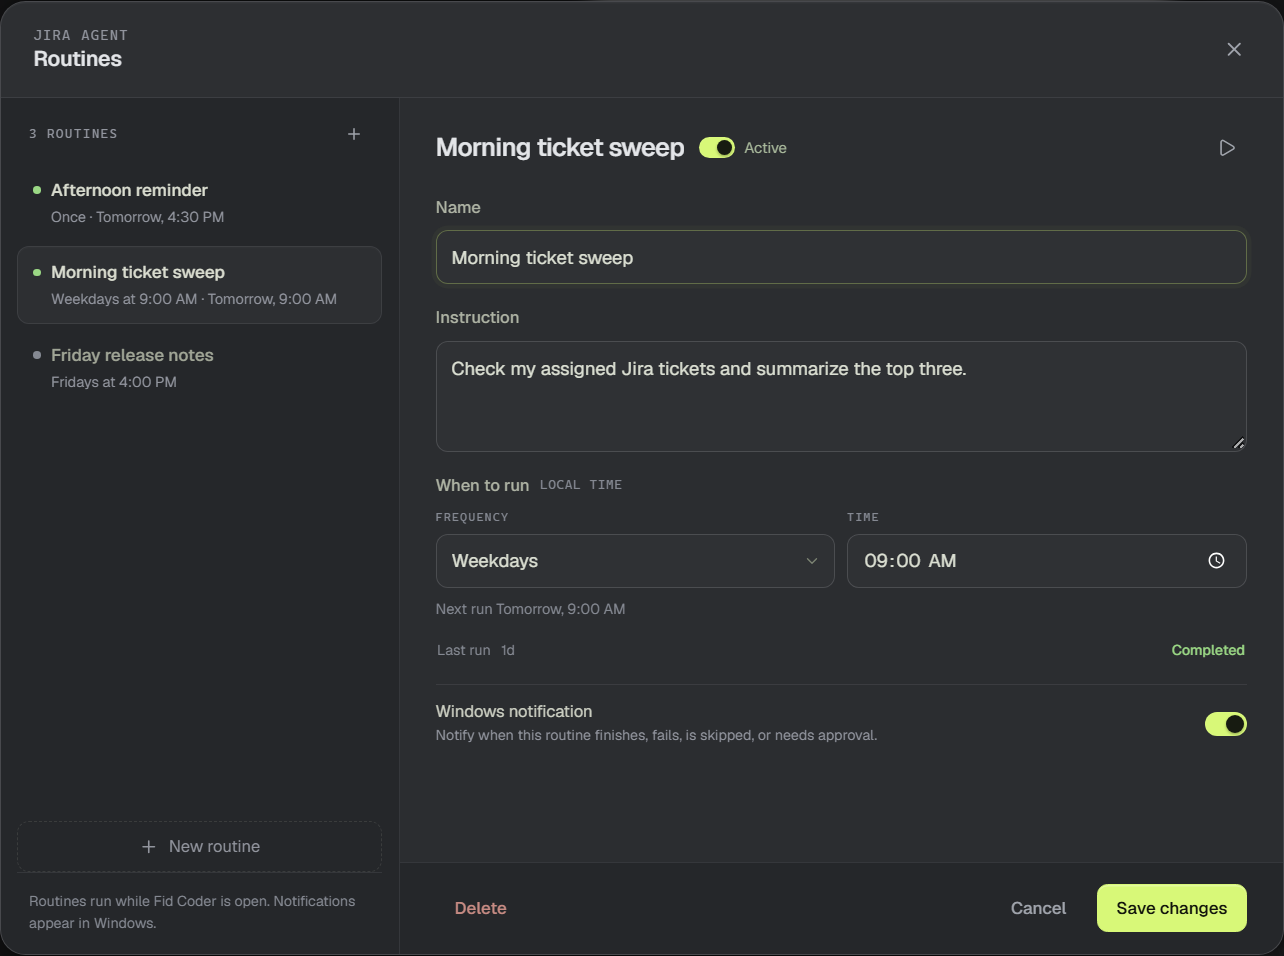 JIRA AGENT
Routines
3 ROUTINES
Afternoon reminder
Once · Tomorrow, 4:30 PM
Morning ticket sweep
Weekdays at 9:00 AM · Tomorrow, 9:00 AM
Friday release notes
Fridays at 4:00 PM
New routine
Routines run while Fid Coder is open. Notifications
appear in Windows.
Morning ticket sweep
Active
Name
Morning ticket sweep
Instruction
Check my assigned Jira tickets and summarize the top three.
When to run LOCAL TIME
FREQUENCY
TIME
Weekdays
09:00 AM
Next run Tomorrow, 9:00 AM
Last run 1d
Completed
Windows notification
Notify when this routine finishes, fails, is skipped, or needs approval.
Delete
Cancel
Save changes